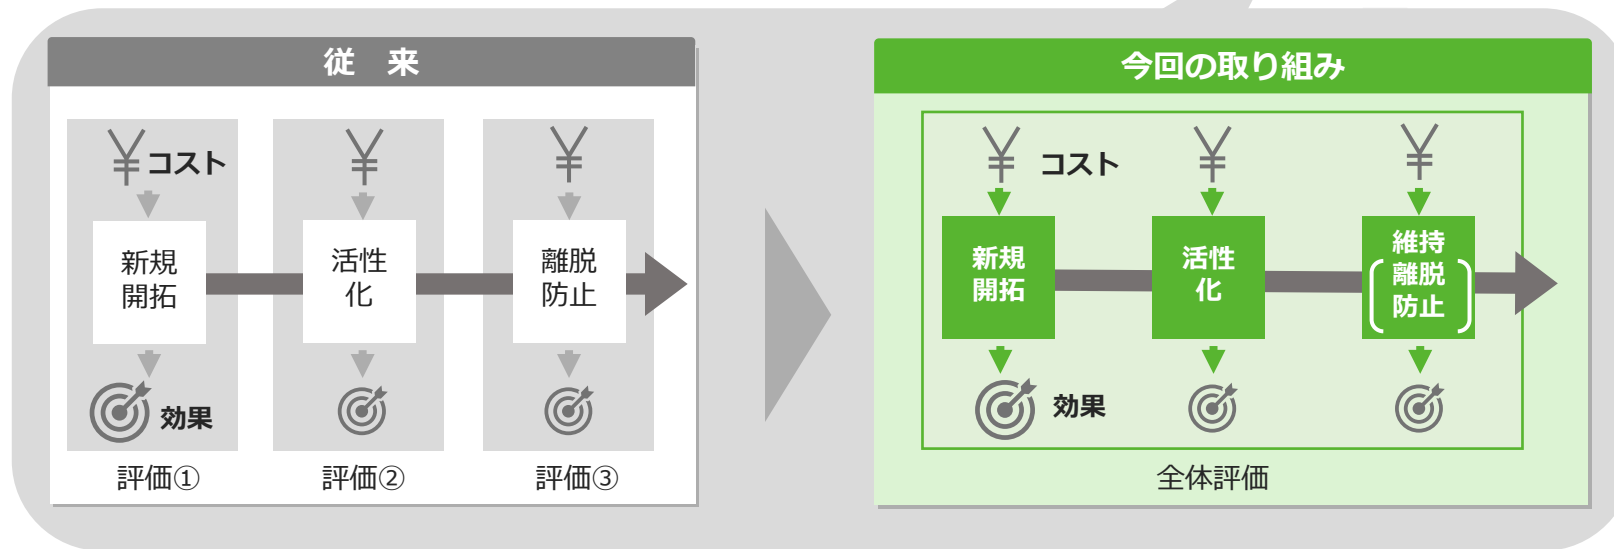 従 来
コスト
新規
開拓
活性
化
離脱
防止
効果
評価①
評価②
評価③
今回の取り組み
コスト
新規
開拓
活性
化
維持
(離脱
防止)
効果
全体評価